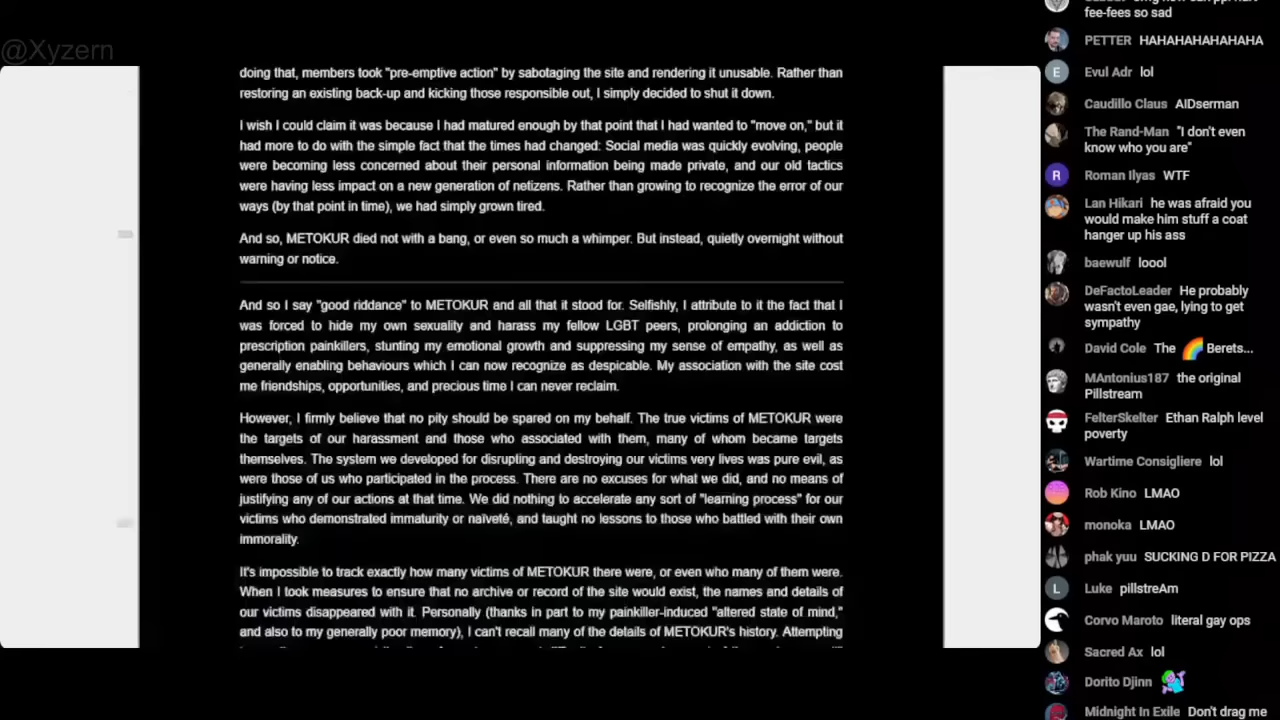 @Xyzern
doing that, members took "pre-emptive action" by sabotaging the site and rendering it unusable. Rather than
restoring an existing back-up and kicking those responsible out, I simply decided to shut it down.
I wish I could claim it was because I had matured enough by that point that I had wanted to "move on," but it
had more to do with the simple fact that the times had changed: Social media was quickly evolving, people
were becoming less concerned about their personal information being made private, and our old tactics
were having less impact on a new generation of netizens. Rather than growing to recognize the error of our
ways (by that point in time), we had simply grown tired.
And so, METOKUR died not with a bang, or even so much a whimper. But instead, quietly overnight without
warning or notice.
And so I say "good riddance" to METOKUR and all that it stood for. Selfishly, I attribute to it the fact that I
was forced to hide my own sexuality and harass my fellow LGBT peers, prolonging an addiction to
prescription painkillers, stunting my emotional growth and suppressing my sense of empathy, as well as
generally enabling behaviours which I can now recognize as despicable. My association with the site cost
me friendships, opportunities, and precious time I can never reclaim.
However, I firmly believe that no pity should be spared on my behalf. The true victims of METOKUR were
the targets of our harassment and those who associated with them, many of whom became targets
themselves. The system we developed for disrupting and destroying our victims very lives was pure evil, as
were those of us who participated in the process. There are no excuses for what we did, and no means of
justifying any of our actions at that time. We did nothing to accelerate any sort of "learning process" for our
victims who demonstrated immaturity or naïveté, and taught no lessons to those who battled with their own
immorality.
It's impossible to track exactly how many victims of METOKUR there were, or even who many of them were.
When I took measures to ensure that no archive or record of the site would exist, the names and details of
our victims disappeared with it. Personally (thanks in part to my painkiller-induced "altered state of mind,"
and also to my generally poor memory), I can't recall many of the details of METOKUR's history. Attempting
fee-fees so sad
PETTER HAHAHAHAHAHAHA
E Evul Adr lol
Caudillo Claus AIDserman
The Rand-Man "I don't even
know who you are"
R Roman Ilyas WTF
Lan Hikari he was afraid you
would make him stuff a coat
hanger up his ass
baewulf loool
DeFactoLeader He probably
wasn't even gae, lying to get
sympathy
David Cole The 🌈 Berets...
MAntonius187 the original
Pillstream
FelterSkelter Ethan Ralph level
poverty
Wartime Consigliere lol
Rob Kino LMAO
monoka LMAO
phak yuu SUCKING D FOR PIZZA
L Luke pillstreAm
Corvo Maroto literal gay ops
Sacred Ax lol
Dorito Djinn
Midnight In Exile Don't drag me